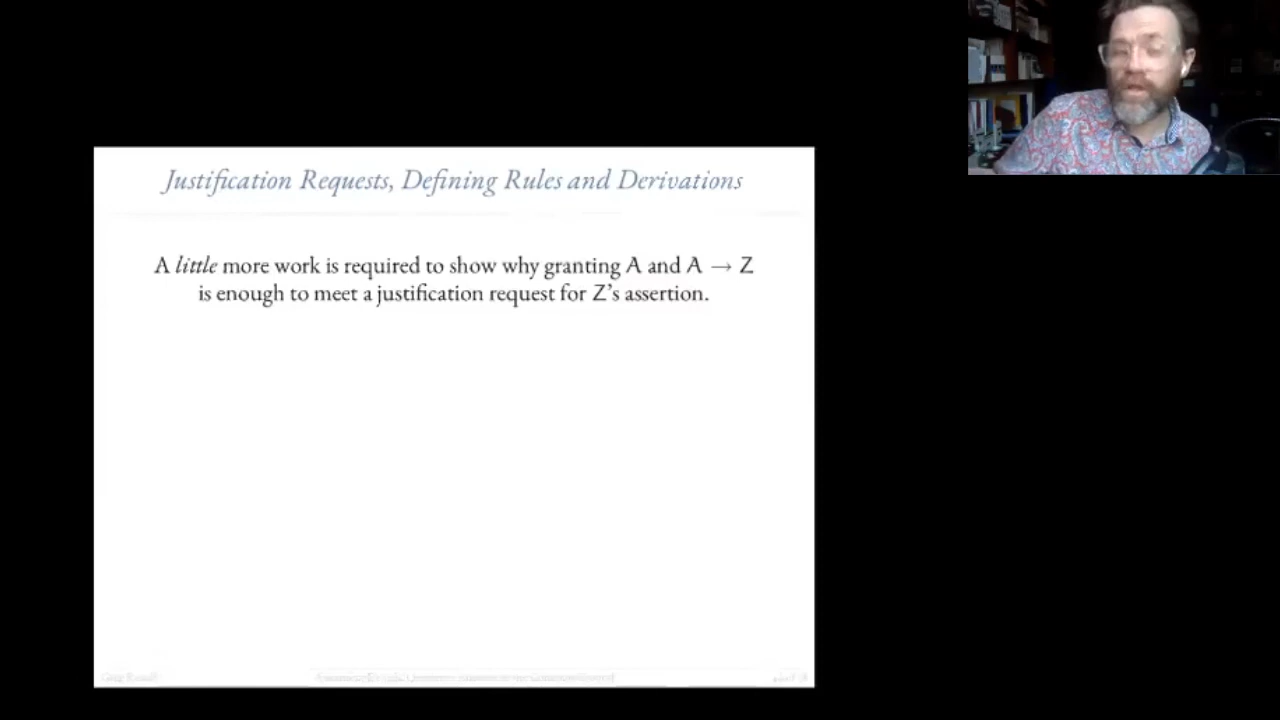 Justification Requests, Defining Rules and Derivations
A little more work is required to show why granting A and A → Z
is enough to meet a justification request for Z's assertion.